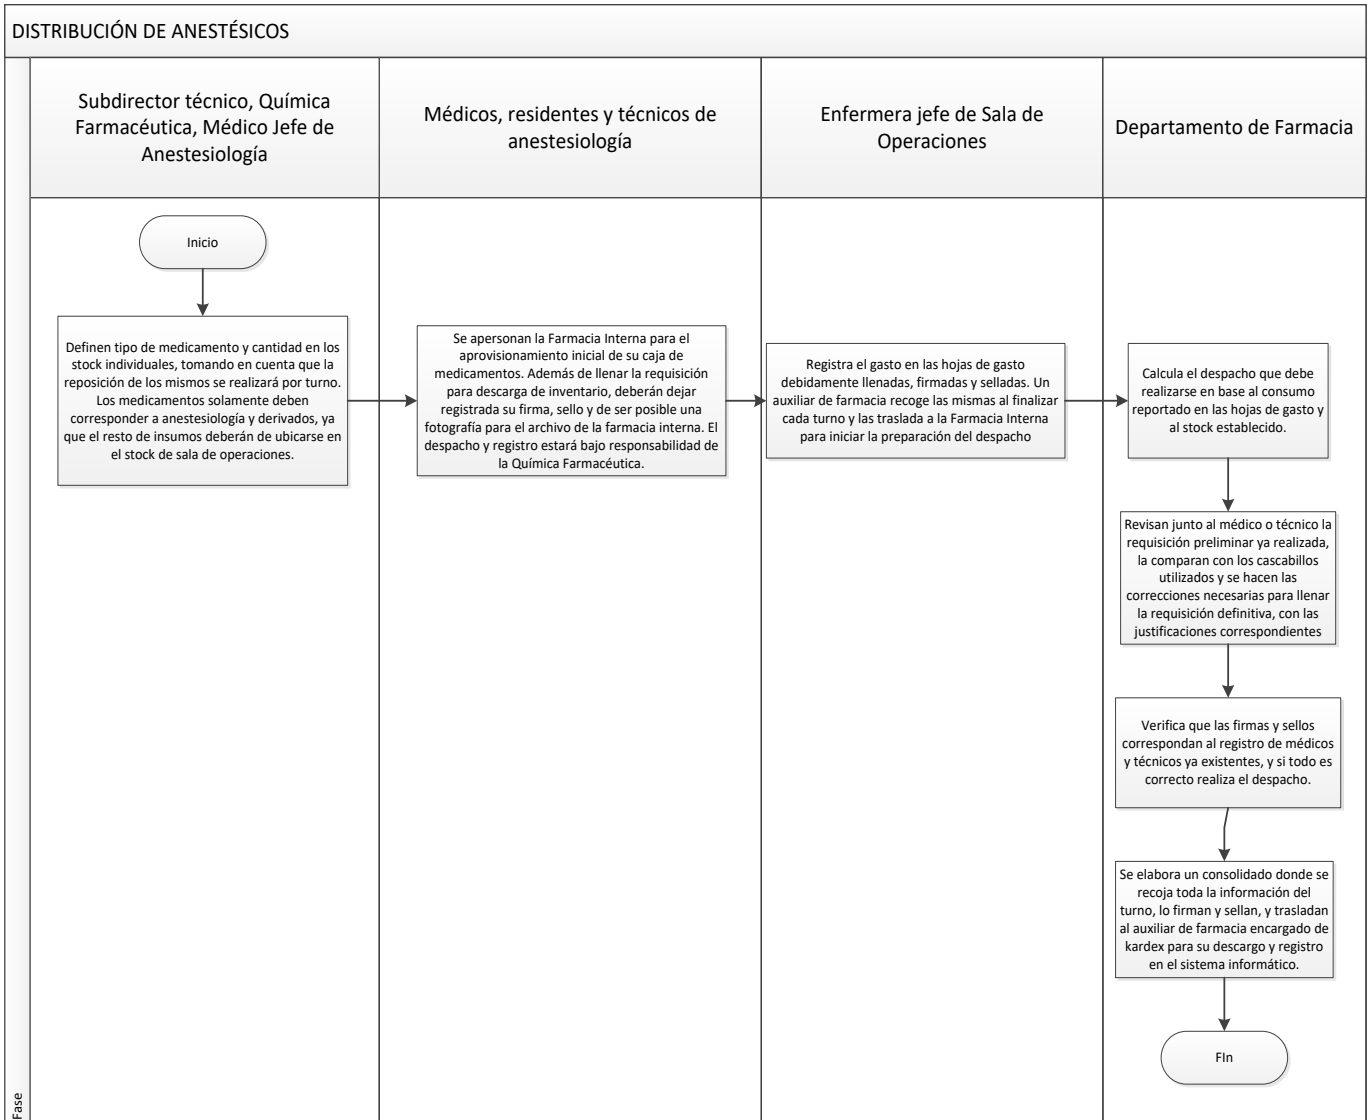 DISTRIBUCIÓN DE ANESTÉSICOS
Subdirector técnico, Química
Farmacéutica, Médico Jefe de
Anestesiología
Médicos, residentes y técnicos de
anestesiología
Enfermera jefe de Sala de
Operaciones
Departamento de Farmacia
Inicio
Definen tipo de medicamento y cantidad en los
stock individuales, tomando en cuenta que la
reposición de los mismos se realizará por turno.
Los medicamentos solamente deben
corresponder a anestesiología y derivados, ya
que el resto de insumos deberán de ubicarse en
el stock de sala de operaciones.
Se apersonan la Farmacia Interna para el
aprovisionamiento inicial de su caja de
medicamentos. Además de llenar la requisición
para descarga de inventario, deberán dejar
registrada su firma, sello y de ser posible una
fotografía para el archivo de la farmacia interna. El
despacho y registro estará bajo responsabilidad de
la Química Farmacéutica.
Registra el gasto en las hojas de gasto
debidamente llenadas, firmadas y selladas. Un
auxiliar de farmacia recoge las mismas al finalizar
cada turno y las traslada a la Farmacia Interna
para iniciar la preparación del despacho
Calcula el despacho que debe
realizarse en base al consumo
reportado en las hojas de gasto y
al stock establecido.
Revisan junto al médico o técnico la
requisición preliminar ya realizada,
la comparan con los cascabillos
utilizados y se hacen las
correcciones necesarias para llenar
la requisición definitiva, con las
justificaciones correspondientes
Verifica que las firmas y sellos
correspondan al registro de médicos
y técnicos ya existentes, y si todo es
correcto realiza el despacho.
Se elabora un consolidado donde se
recoja toda la información del
turno, lo firman y sellan, y trasladan
al auxiliar de farmacia encargado de
kardex para su descargo y registro
en el sistema informático.
FIn
Fase